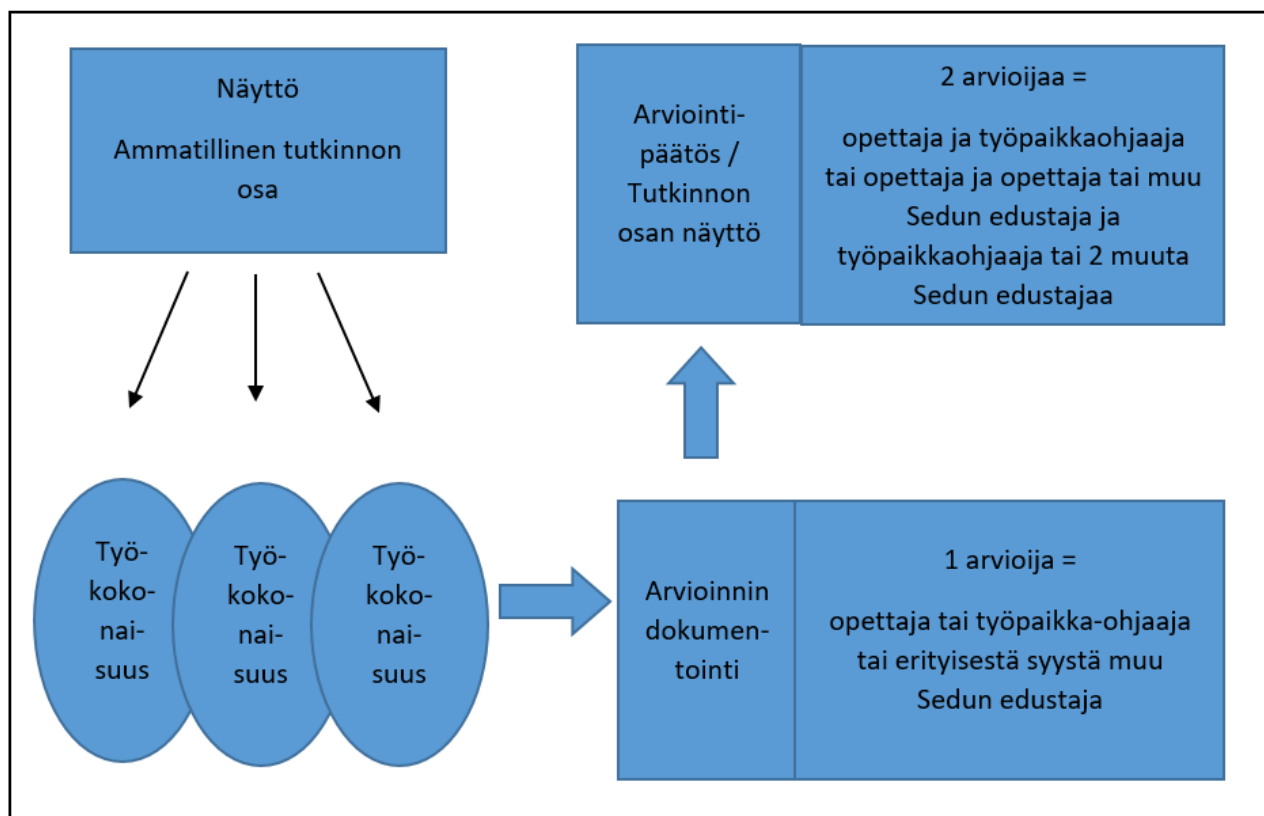 Näyttö
Ammatillinen tutkinnon
osa
Arviointi-
päätös /
Tutkinnon
osan näyttö
2 arvioijaa =
opettaja ja työpaikkaohjaaja
tai opettaja ja opettaja tai muu
Sedun edustaja ja
työpaikkaohjaaja tai 2 muuta
Sedun edustajaa
Työ-
koko-
nai-
suus
Työ-
koko-
nai-
suus
Työ-
koko-
nai-
suus
Arvioinnin
dokumen-
tointi
1 arvioija =
opettaja tai työpaikka-ohjaaja
tai erityisestä syystä muu
Sedun edustaja